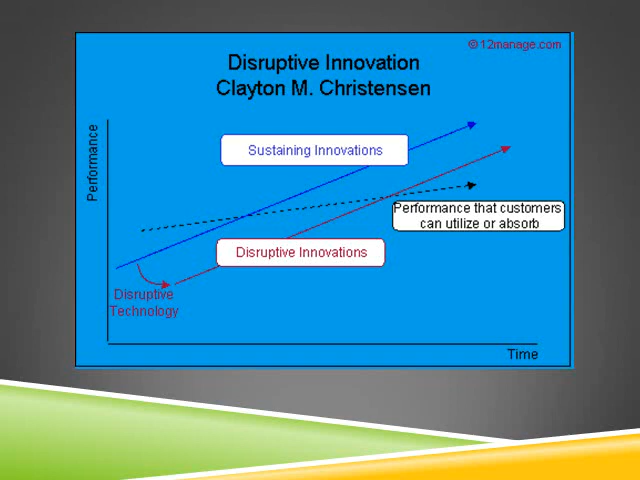 © 12manage.com
Disruptive Innovation
Clayton M. Christensen
Performance
Sustaining Innovations
Performance that customers
can utilize or absorb
Disruptive Innovations
Disruptive
Technology
Time